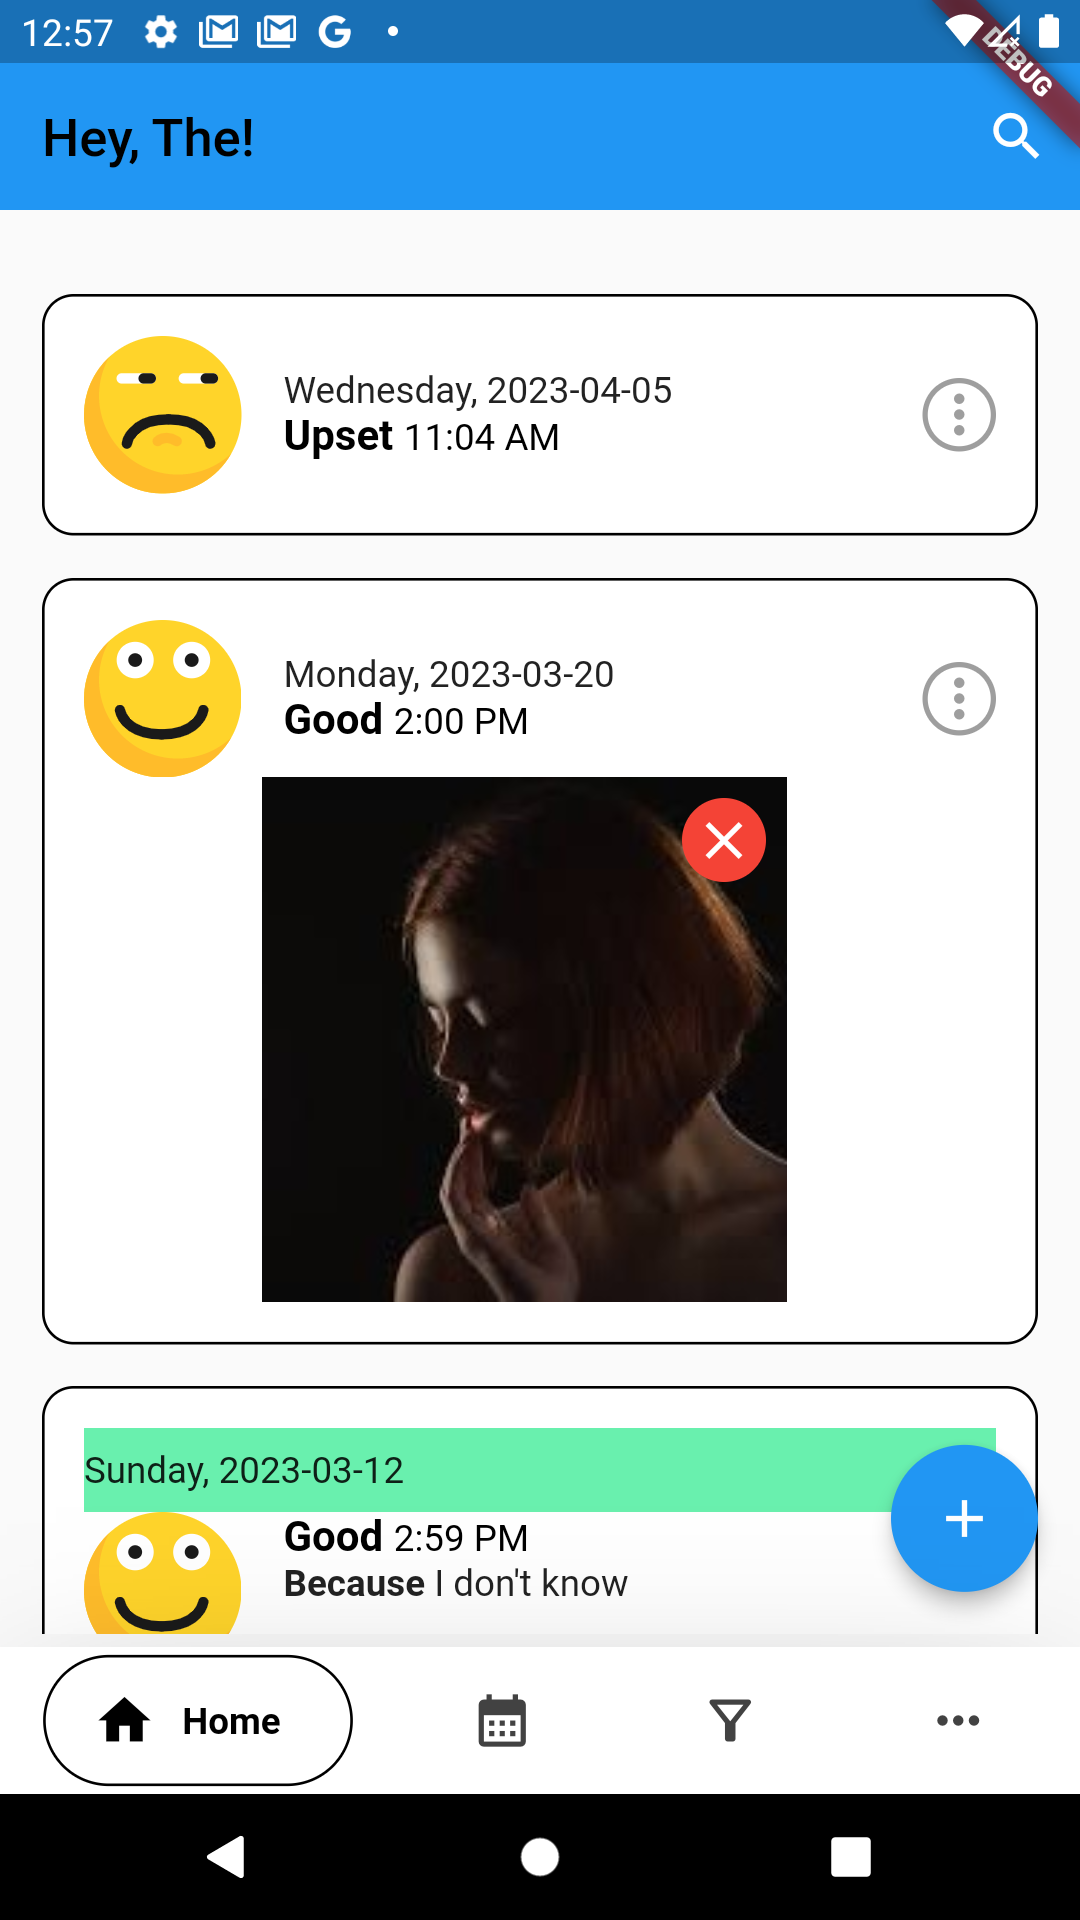 12:57
DEBUG
Hey, The!
Wednesday, 2023-04-05
Upset 11:04 AM
Monday, 2023-03-20
Good 2:00 PM
Sunday, 2023-03-12
Good 2:59 PM
Because I don't know
Home